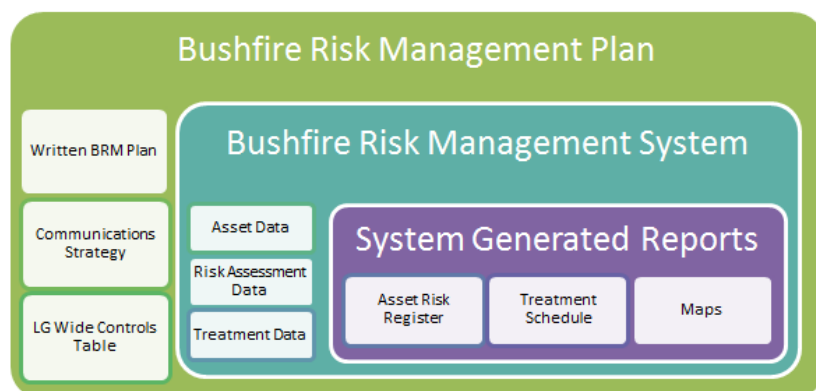 Bushfire Risk Management Plan
Written BRM Plan
Communications
Strategy
LG Wide Controls
Table
Bushfire Risk Management System
Asset Data
Risk Assessment
Data
Treatment Data
System Generated Reports
Asset Risk
Register
Treatment
Schedule
Maps